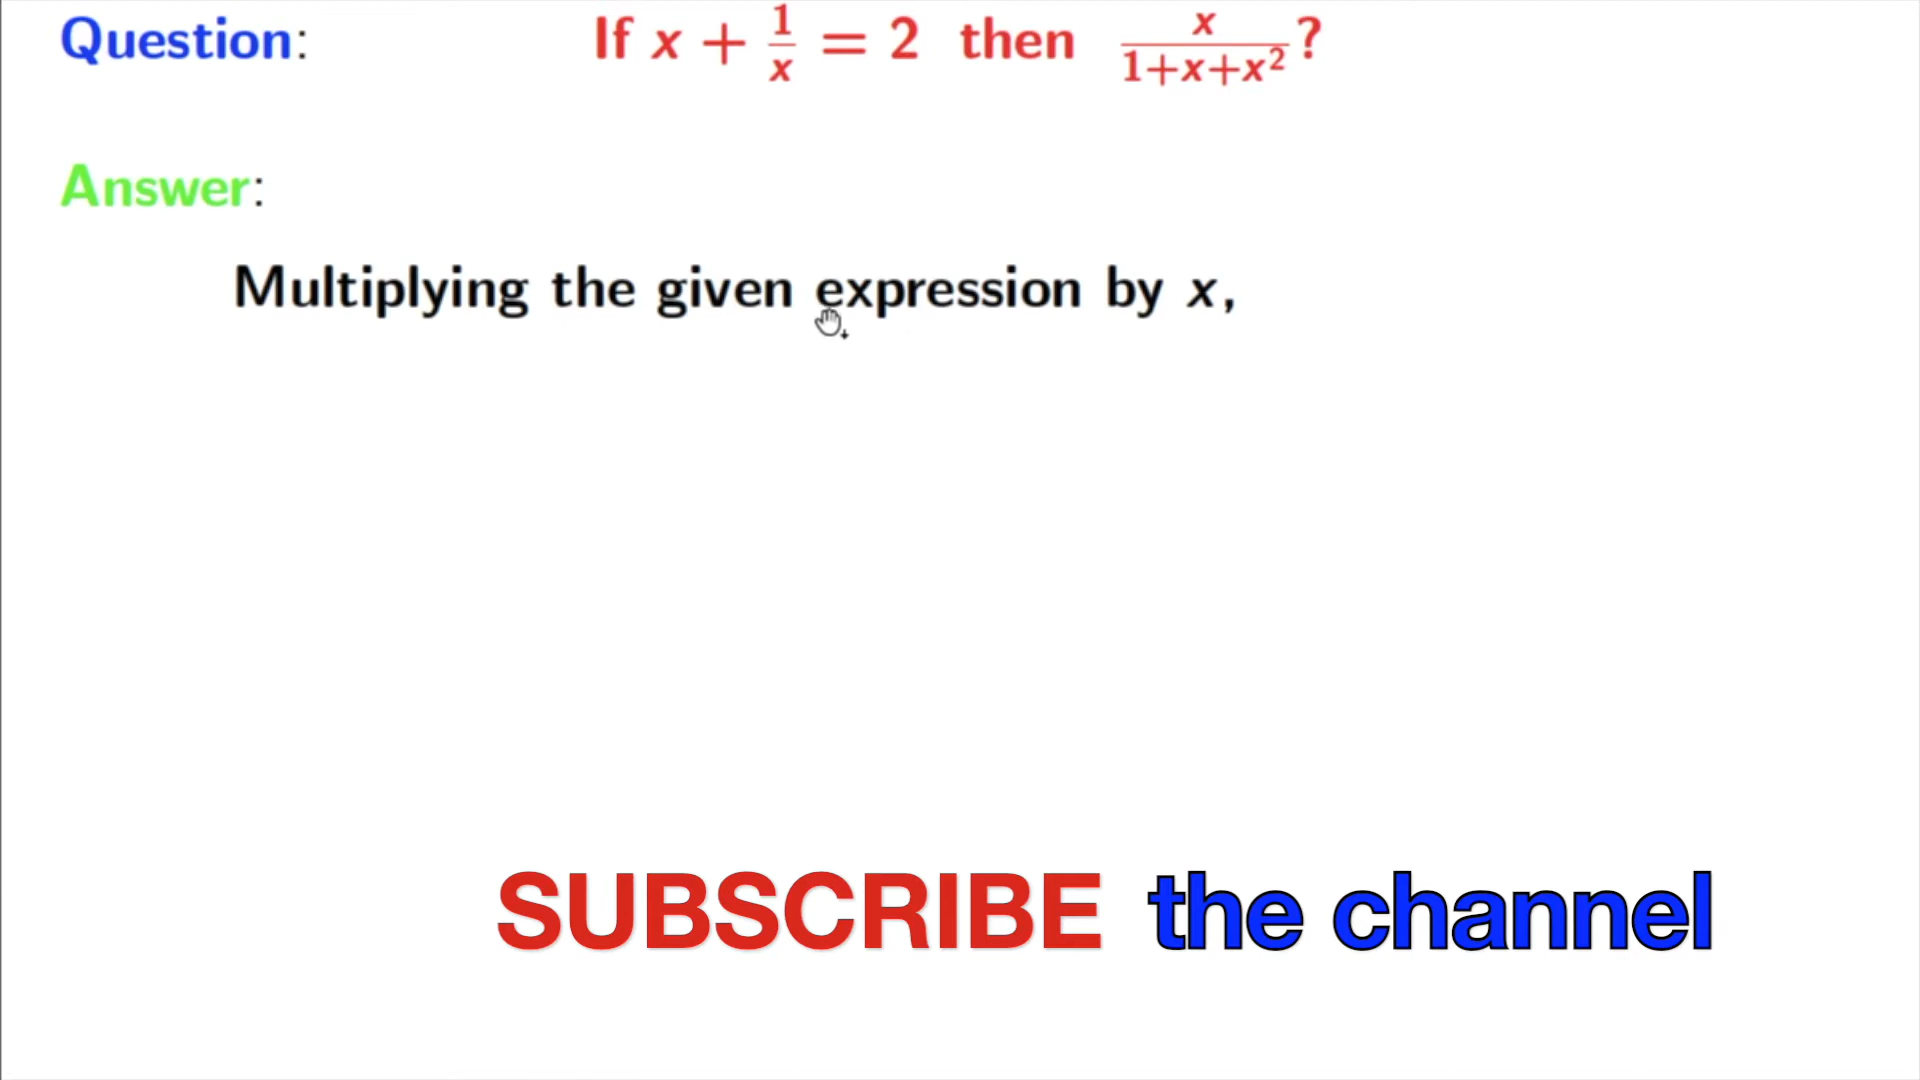 Question: If x + 1/x = 2 then x/(1+x+x²)?
Answer:
Multiplying the given expression by x,
SUBSCRIBE the channel